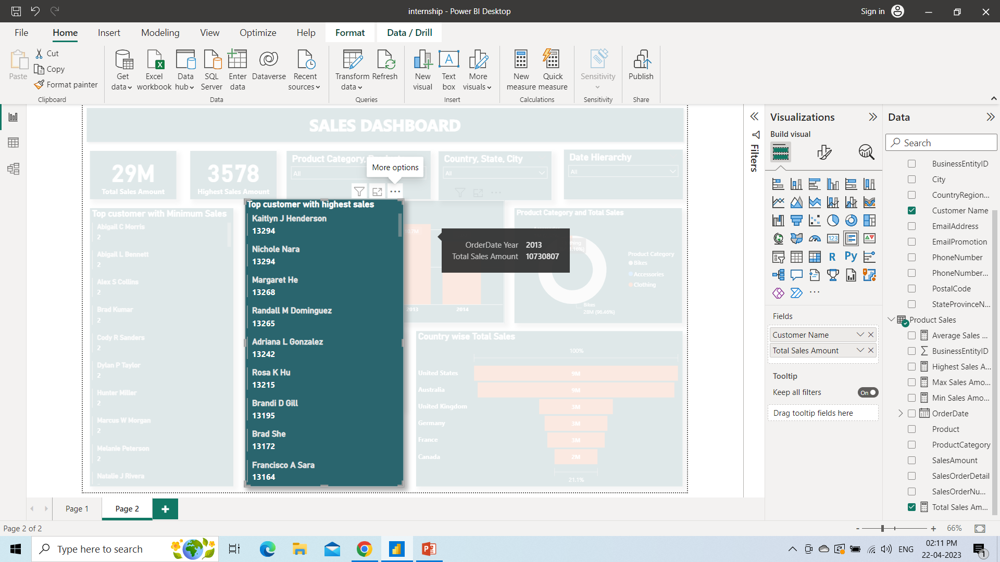 internship - Power BI Desktop
Sign in
File Home Insert Modeling View Optimize Help Format Data / Drill
Paste
Cut
Copy
Format painter
Clipboard
Get data
Excel workbook
Data hub
SQL Server
Enter data
Dataverse
Recent sources
Data
Transform data
Refresh
Queries
New visual
Text box
More visuals
Insert
New measure
Quick measure
Calculations
Sensitivity
Sensitivity
Publish
Share
SALES DASHBOARD
29M
Total Sales Amount
3578
Highest Sales Amount
Product Category,
All
More options
Country, State, City
All
Date Hierarchy
All
Top customer with Minimum Sales
Abigail C Morris
2
Abigail L Bennett
2
Alex S Collins
2
Brad Kumar
2
Cody R Sanders
2
Dylan P Taylor
2
Hunter Miller
2
Marcus W Morgan
2
Melanie Peterson
2
Natalie J Rivera
Top customer with highest sales
Kaitlyn J Henderson
13294
Nichole Nara
13294
Margaret He
13268
Randall M Dominguez
13265
Adriana L Gonzalez
13242
Rosa K Hu
13215
Brandi D Gill
13195
Brad She
13172
Francisco A Sara
13164
2013 2014
OrderDate Year 2013
Total Sales Amount 10730807
Product Category and Total Sales
Product Category
Bikes
Accessories
Clothing
Bikes
28M (96.46%)
Country wise Total Sales
100%
United States 9M
Australia 9M
United Kingdom 3M
Germany 3M
France 3M
Canada 2M
21.1%
Filters
Visualizations
Build visual
123
R
Py
Fields
Customer Name
Total Sales Amount
Tooltip
Keep all filters
On
Drag tooltip fields here
Data
Search
BusinessEntityID
City
CountryRegion...
Customer Name
EmailAddress
EmailPromotion
PhoneNumber
PhoneNumber...
PostalCode
StateProvinceN...
Product Sales
Average Sales ...
BusinessEntityID
Highest Sales A...
Max Sales Amo...
Min Sales Amo...
OrderDate
Product
ProductCategory
SalesAmount
SalesOrderDetail
SalesOrderNu...
Total Sales Am...
Page 1
Page 2
Page 2 of 2
66%
Type here to search
ENG
02:11 PM
22-04-2023
1